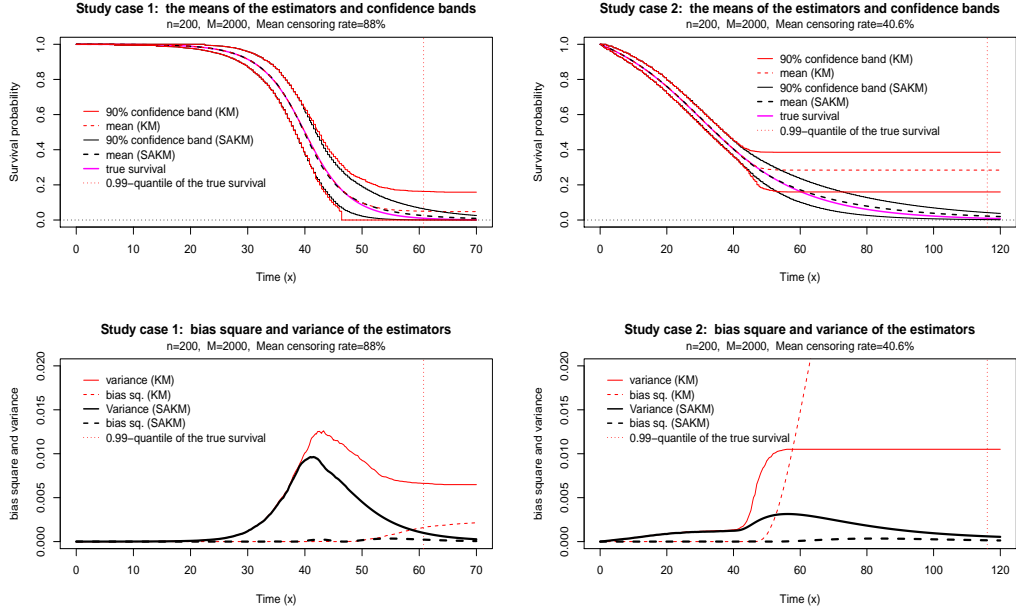 Study case 1:  the means of the estimators and confidence bands
n=200,  M=2000,  Mean censoring rate=88%
Survival probability
1.0
0.8
0.6
0.4
0.2
0.0
90% confidence band (KM)
mean (KM)
90% confidence band (SAKM)
mean (SAKM)
true survival
0.99−quantile of the true survival
0 10 20 30 40 50 60 70
Time (x)
Study case 2:  the means of the estimators and confidence bands
n=200,  M=2000,  Mean censoring rate=40.6%
Survival probability
1.0
0.8
0.6
0.4
0.2
0.0
90% confidence band (KM)
mean (KM)
90% confidence band (SAKM)
mean (SAKM)
true survival
0.99−quantile of the true survival
0 20 40 60 80 100 120
Time (x)
Study case 1:  bias square and variance of the estimators
n=200,  M=2000,  Mean censoring rate=88%
bias square and variance
0.020
0.015
0.010
0.005
0.000
variance (KM)
bias sq. (KM)
Variance (SAKM)
bias sq. (SAKM)
0.99−quantile of the true survival
0 10 20 30 40 50 60 70
Time (x)
Study case 2:  bias square and variance of the estimators
n=200,  M=2000,  Mean censoring rate=40.6%
bias square and variance
0.020
0.015
0.010
0.005
0.000
variance (KM)
bias sq. (KM)
Variance (SAKM)
bias sq. (SAKM)
0.99−quantile of the true survival
0 20 40 60 80 100 120
Time (x)